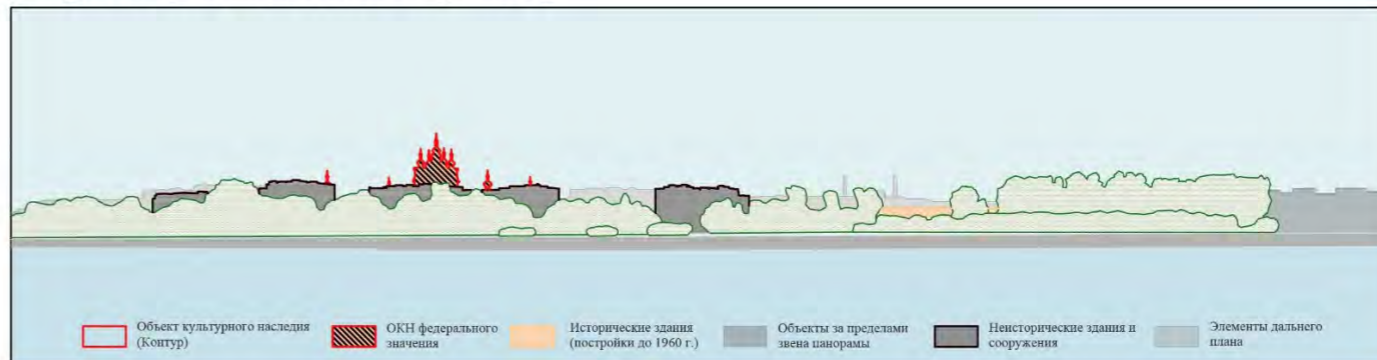 Объект культурного наследия
(Контур)
ОКН федерального
значения
Исторические здания
(постройки до 1960 г.)
Объекты за пределами
звена панорамы
Неисторические здания и
сооружения
Элементы дальнего
плана